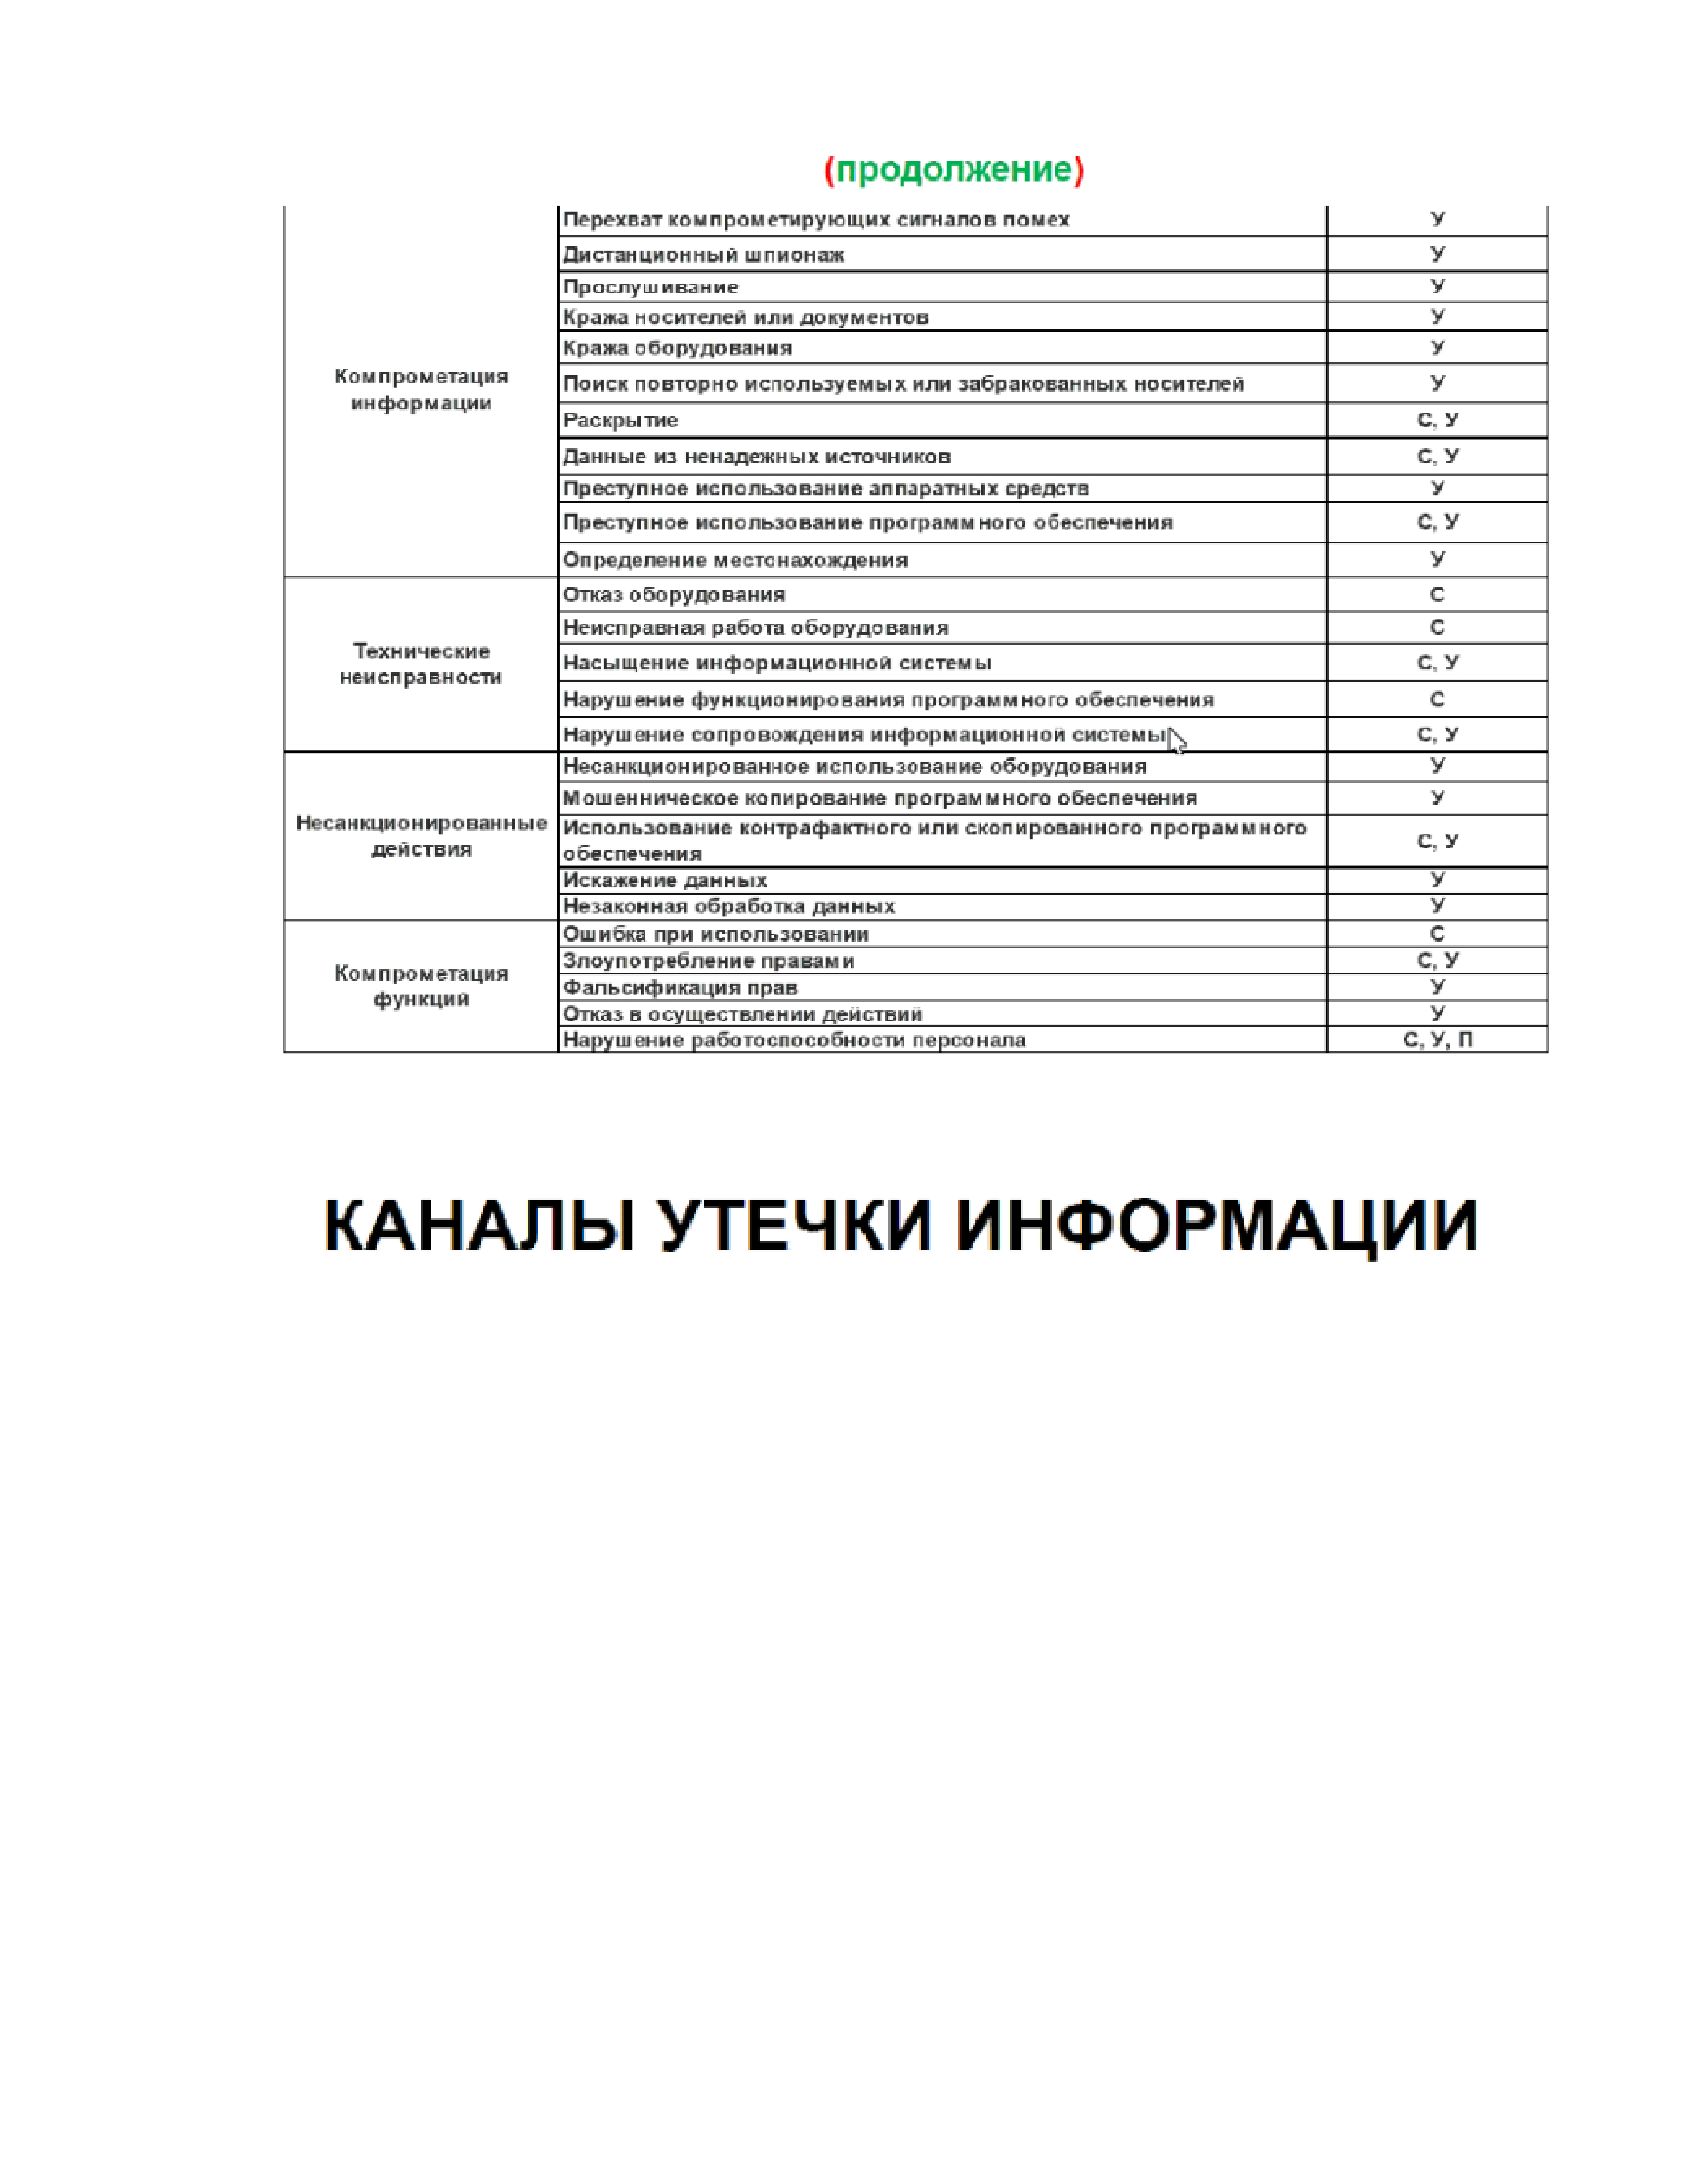 (продолжение)
Компрометация
информации
Перехват компрометирующих сигналов помех У
Дистанционный шпионаж У
Прослушивание У
Кража носителей или документов У
Кража оборудования У
Поиск повторно используемых или забракованных носителей У
Раскрытие С, У
Данные из ненадежных источников С, У
Преступное использование аппаратных средств У
Преступное использование программного обеспечения С, У
Определение местонахождения У
Технические
неисправности
Отказ оборудования С
Неисправная работа оборудования С
Насыщение информационной системы С, У
Нарушение функционирования программного обеспечения С
Нарушение сопровождения информационной системы С, У
Несанкционированные
действия
Несанкционированное использование оборудования У
Мошенническое копирование программного обеспечения У
Использование контрафактного или скопированного программного
обеспечения С, У
Искажение данных У
Незаконная обработка данных У
Компрометация
функций
Ошибка при использовании С
Злоупотребление правами С, У
Фальсификация прав У
Отказ в осуществлении действий У
Нарушение работоспособности персонала С, У, П
КАНАЛЫ УТЕЧКИ ИНФОРМАЦИИ